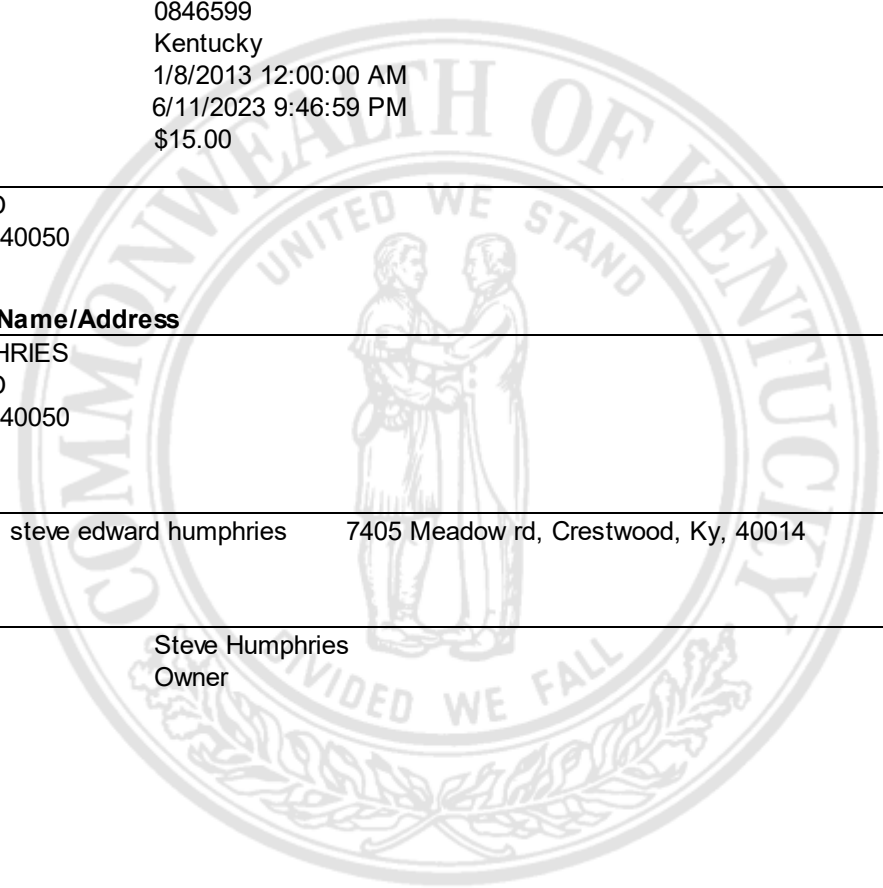 0846599
Kentucky
1/8/2013 12:00:00 AM
6/11/2023 9:46:59 PM
$15.00
40050
Name/Address
HRIES
40050
steve edward humphries 7405 Meadow rd, Crestwood, Ky, 40014
Steve Humphries
Owner
COMMONWEALTH OF KENTUCKY
UNITED WE STAND
DIVIDED WE FALL